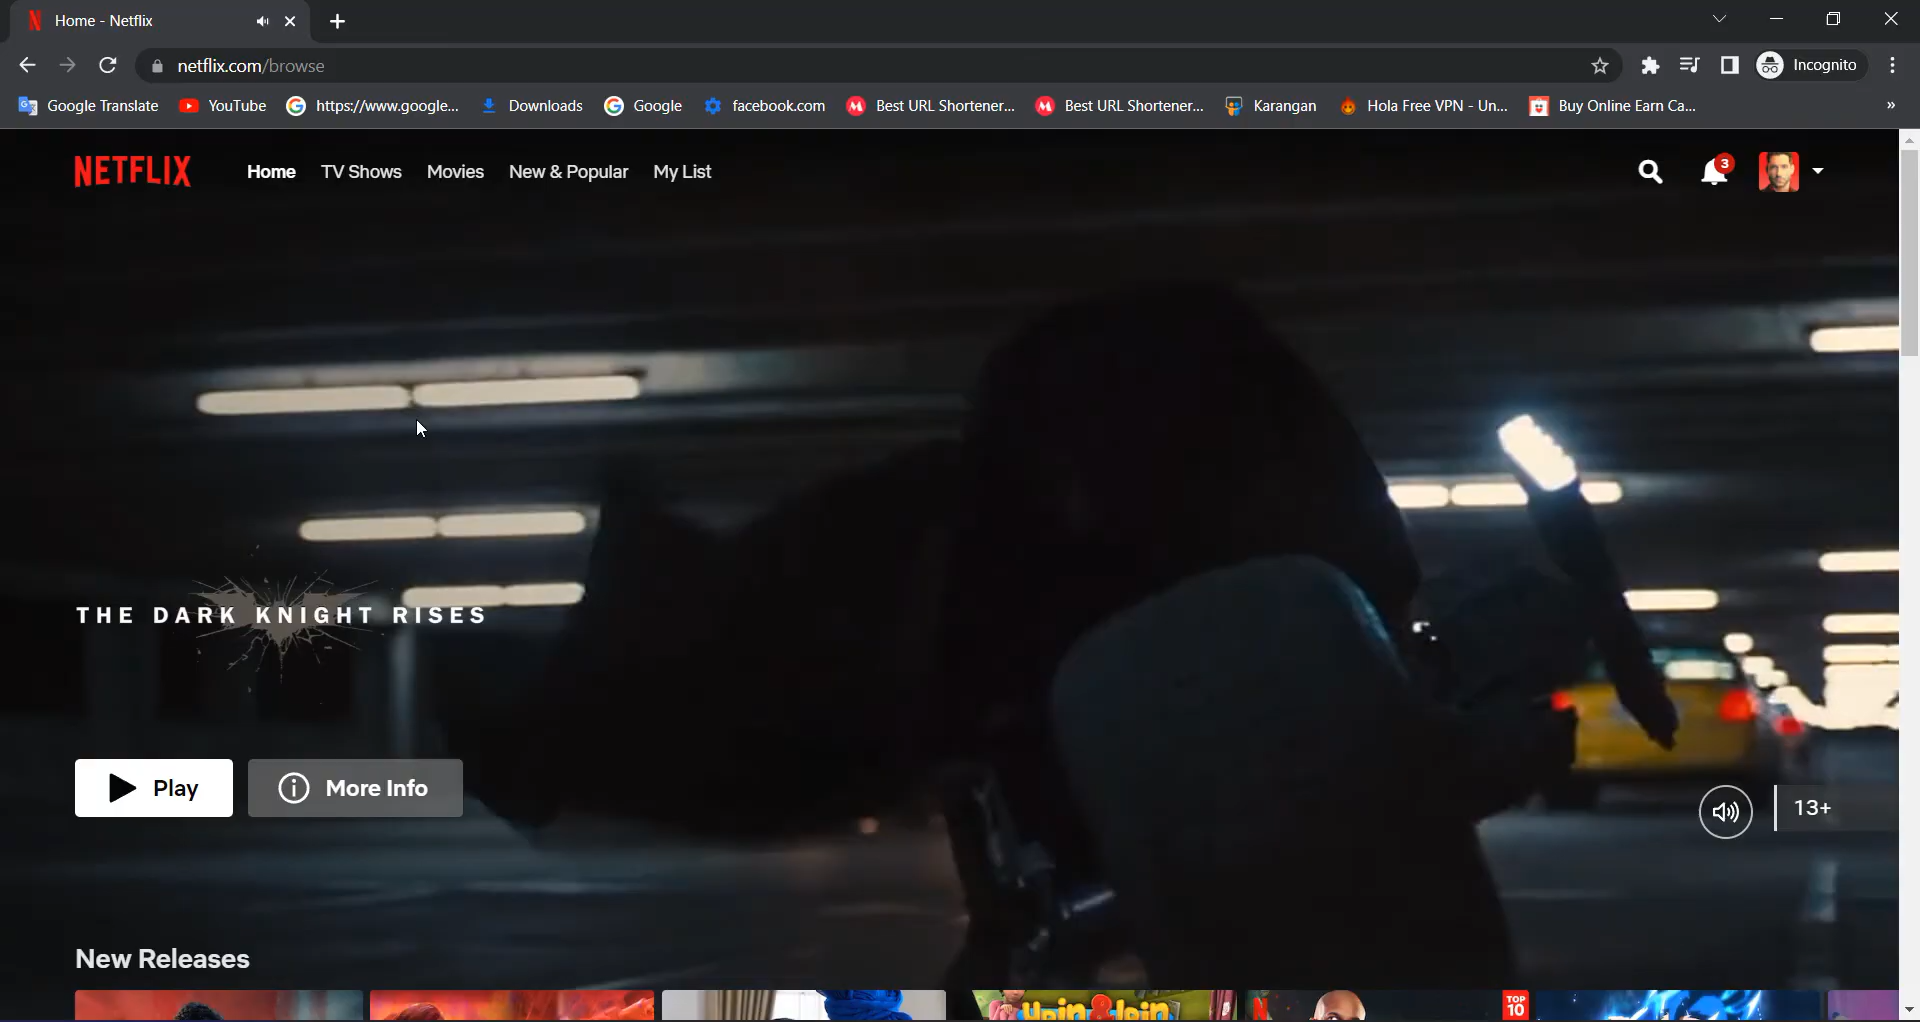 Home - Netflix
netflix.com/browse
Incognito
Google Translate
YouTube
https://www.google...
Downloads
Google
facebook.com
Best URL Shortener...
Best URL Shortener...
Karangan
Hola Free VPN - Un...
Buy Online Earn Ca...
»
NETFLIX
Home
TV Shows
Movies
New & Popular
My List
3
THE DARK KNIGHT RISES
Play
More Info
13+
New Releases
Upin & Ipin
N
TOP
10